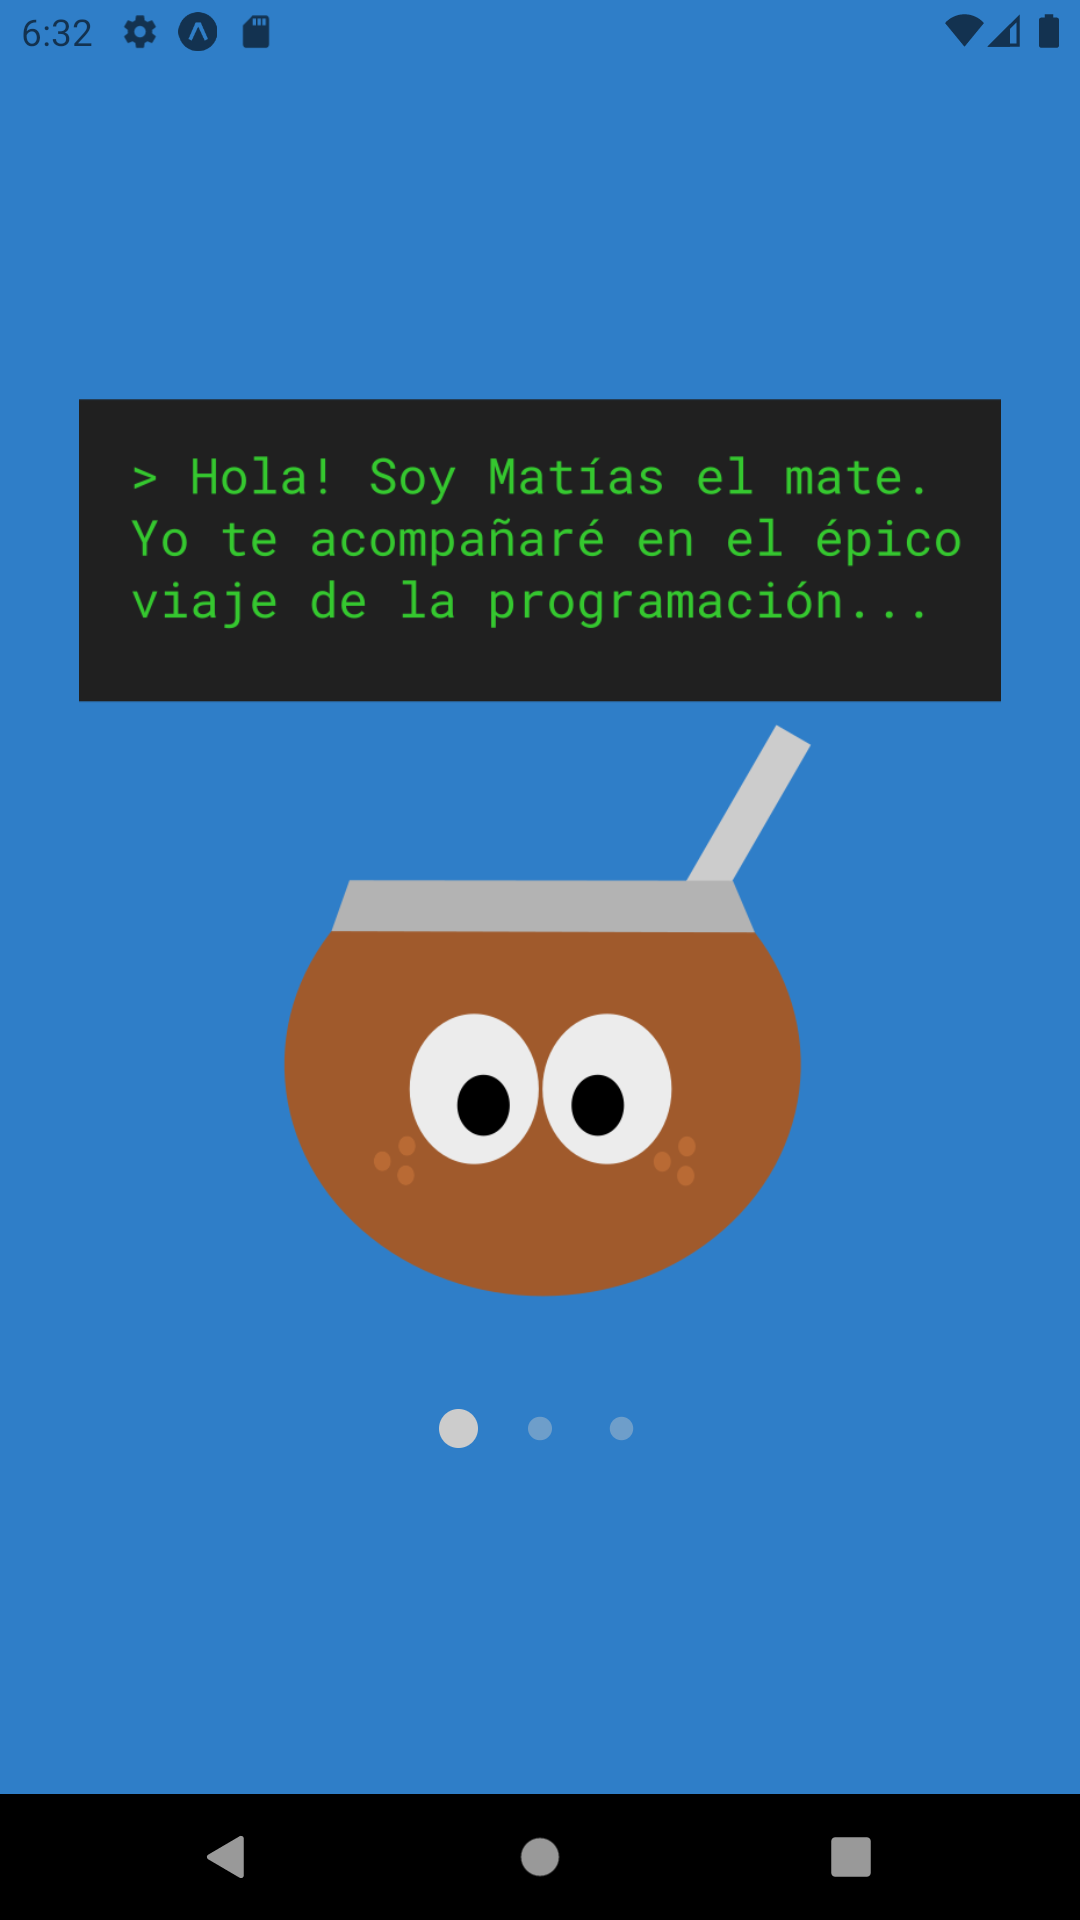 6:32
> Hola! Soy Matías el mate.
Yo te acompañaré en el épico
viaje de la programación...